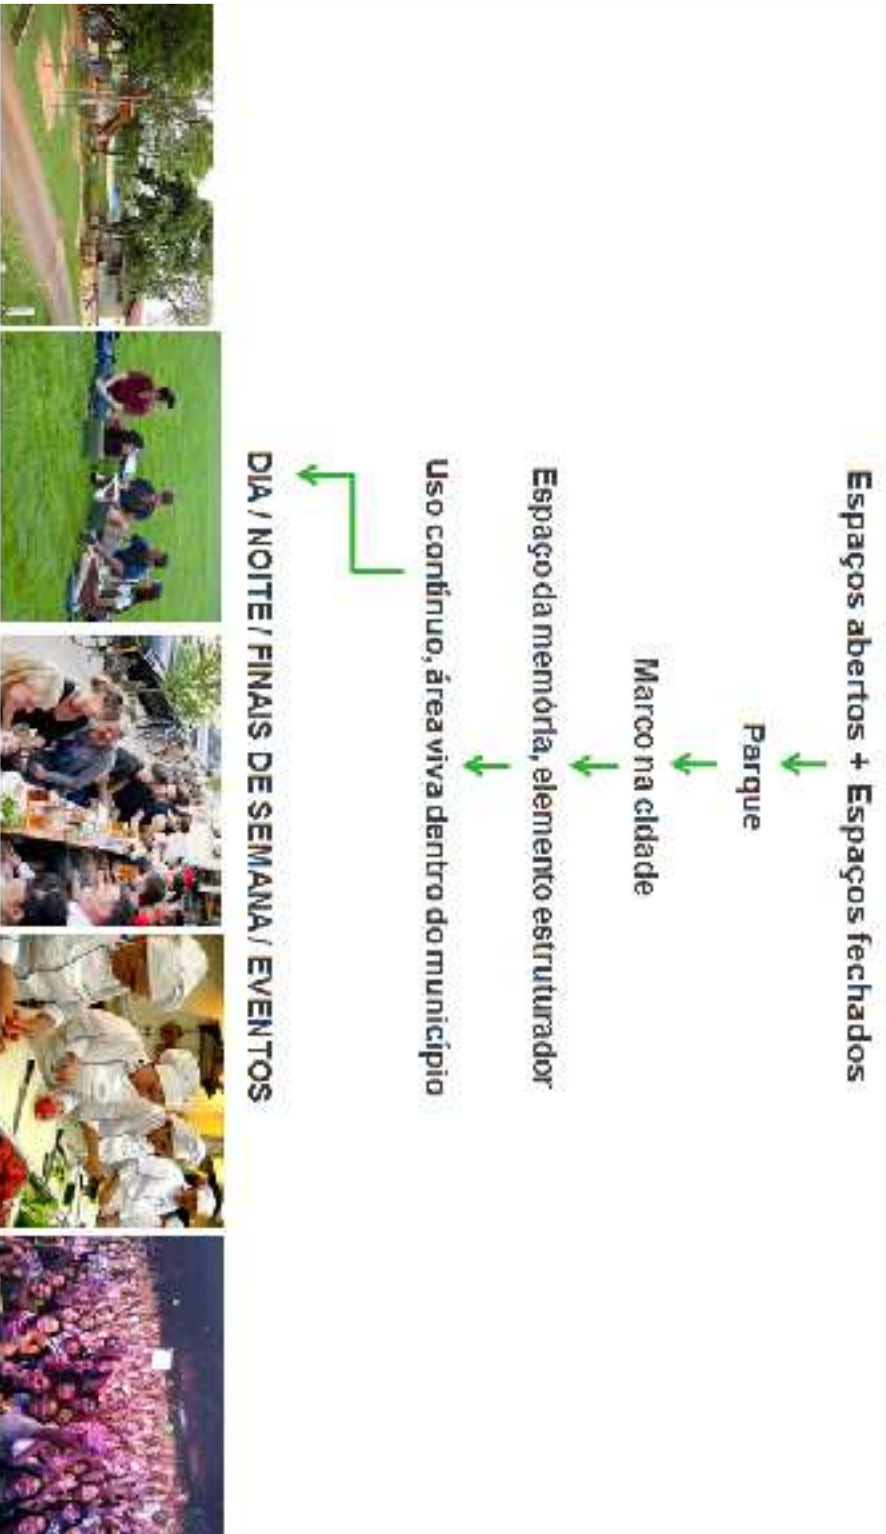 Espaços abertos + Espaços fechados
Parque
Marco na cidade
Espaço da memória, elemento estruturador
Uso contínuo, área viva dentro do município
DIA / NOITE / FINAIS DE SEMANA / EVENTOS